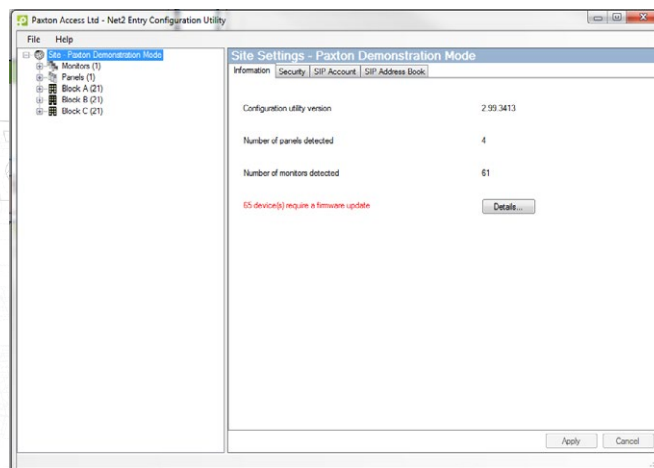 Paxton Access Ltd - Net2 Entry Configuration Utility
File Help
Site - Paxton Demonstration Mode
Monitors (1)
Panels (1)
Block A (21)
Block B (21)
Block C (21)
Site Settings - Paxton Demonstration Mode
Information Security SIP Account SIP Address Book
Configuration utility version 2.99.3413
Number of panels detected 4
Number of monitors detected 61
65 device(s) require a firmware update Details...
Apply Cancel